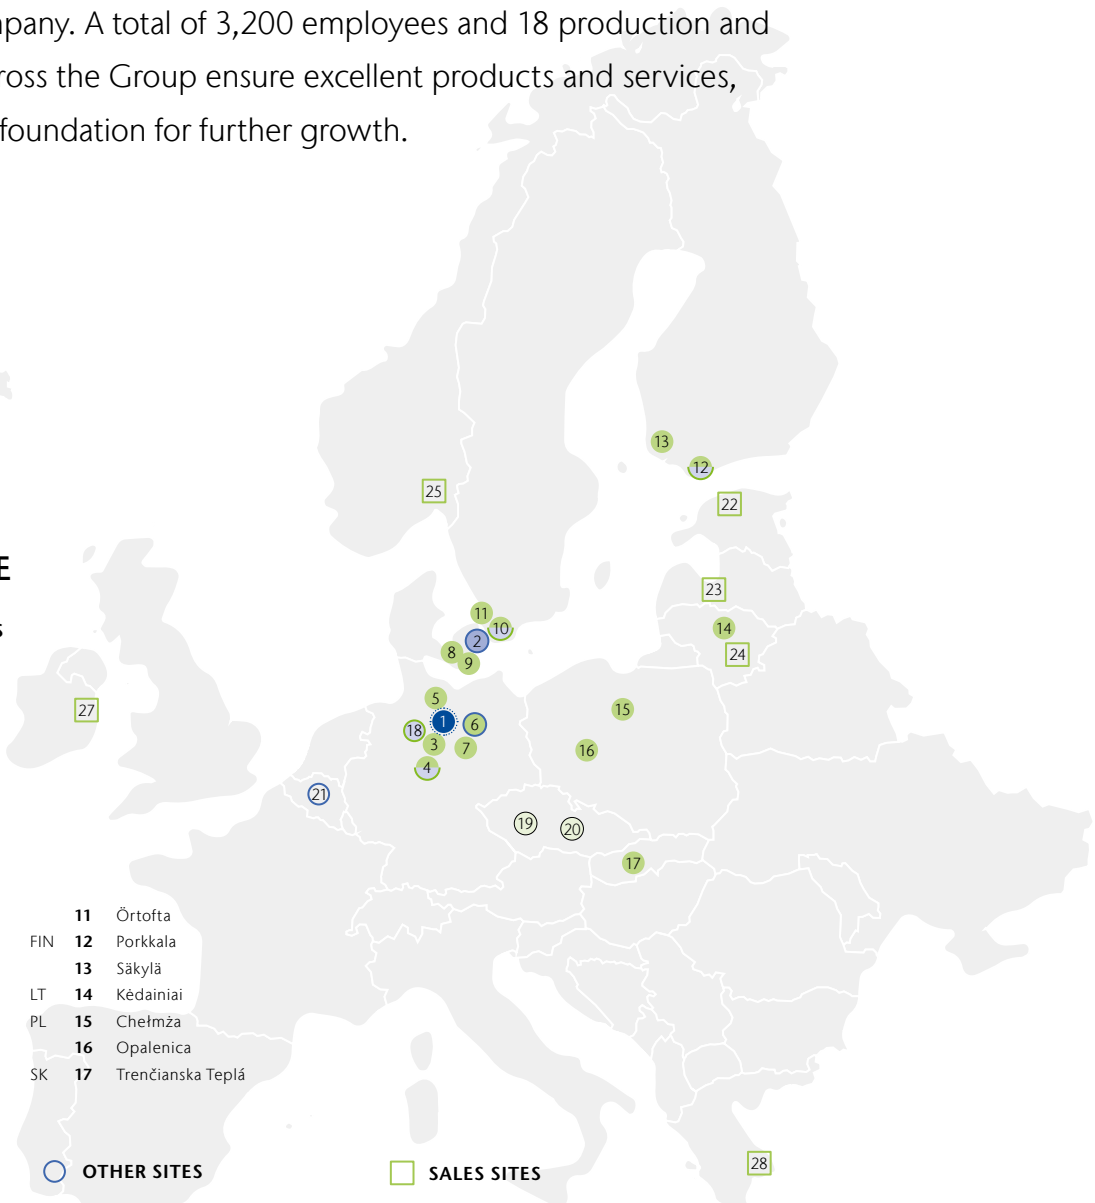 mpany. A total of 3,200 employees and 18 production and
ross the Group ensure excellent products and services,
foundation for further growth.
13
12
25
22
E
23
11
s
10
14
2
8
24
9
5
27
15
1
6
18
3
7
16
4
21
19
20
17
11 Örtofta
FIN 12 Porkkala
13 Säkylä
LT 14 Kėdainiai
PL 15 Chełmża
16 Opalenica
SK 17 Trenčianska Teplá
28
OTHER SITES
SALES SITES